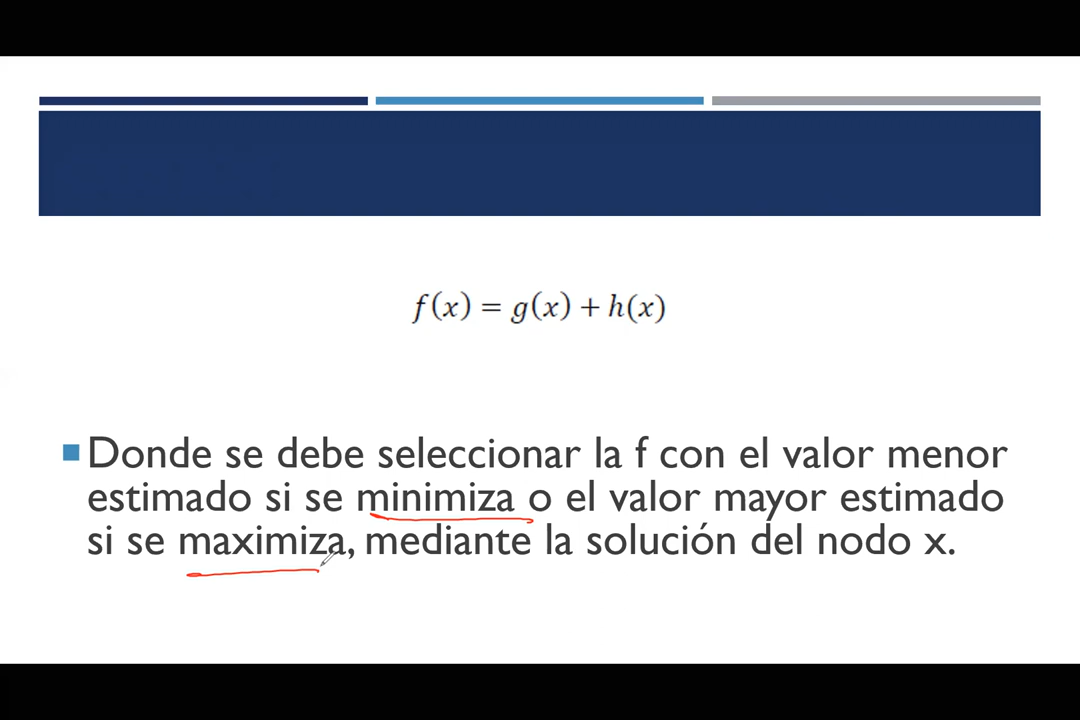 f(x) = g(x) + h(x)
Donde se debe seleccionar la f con el valor menor
estimado si se minimiza o el valor mayor estimado
si se maximiza, mediante la solución del nodo x.